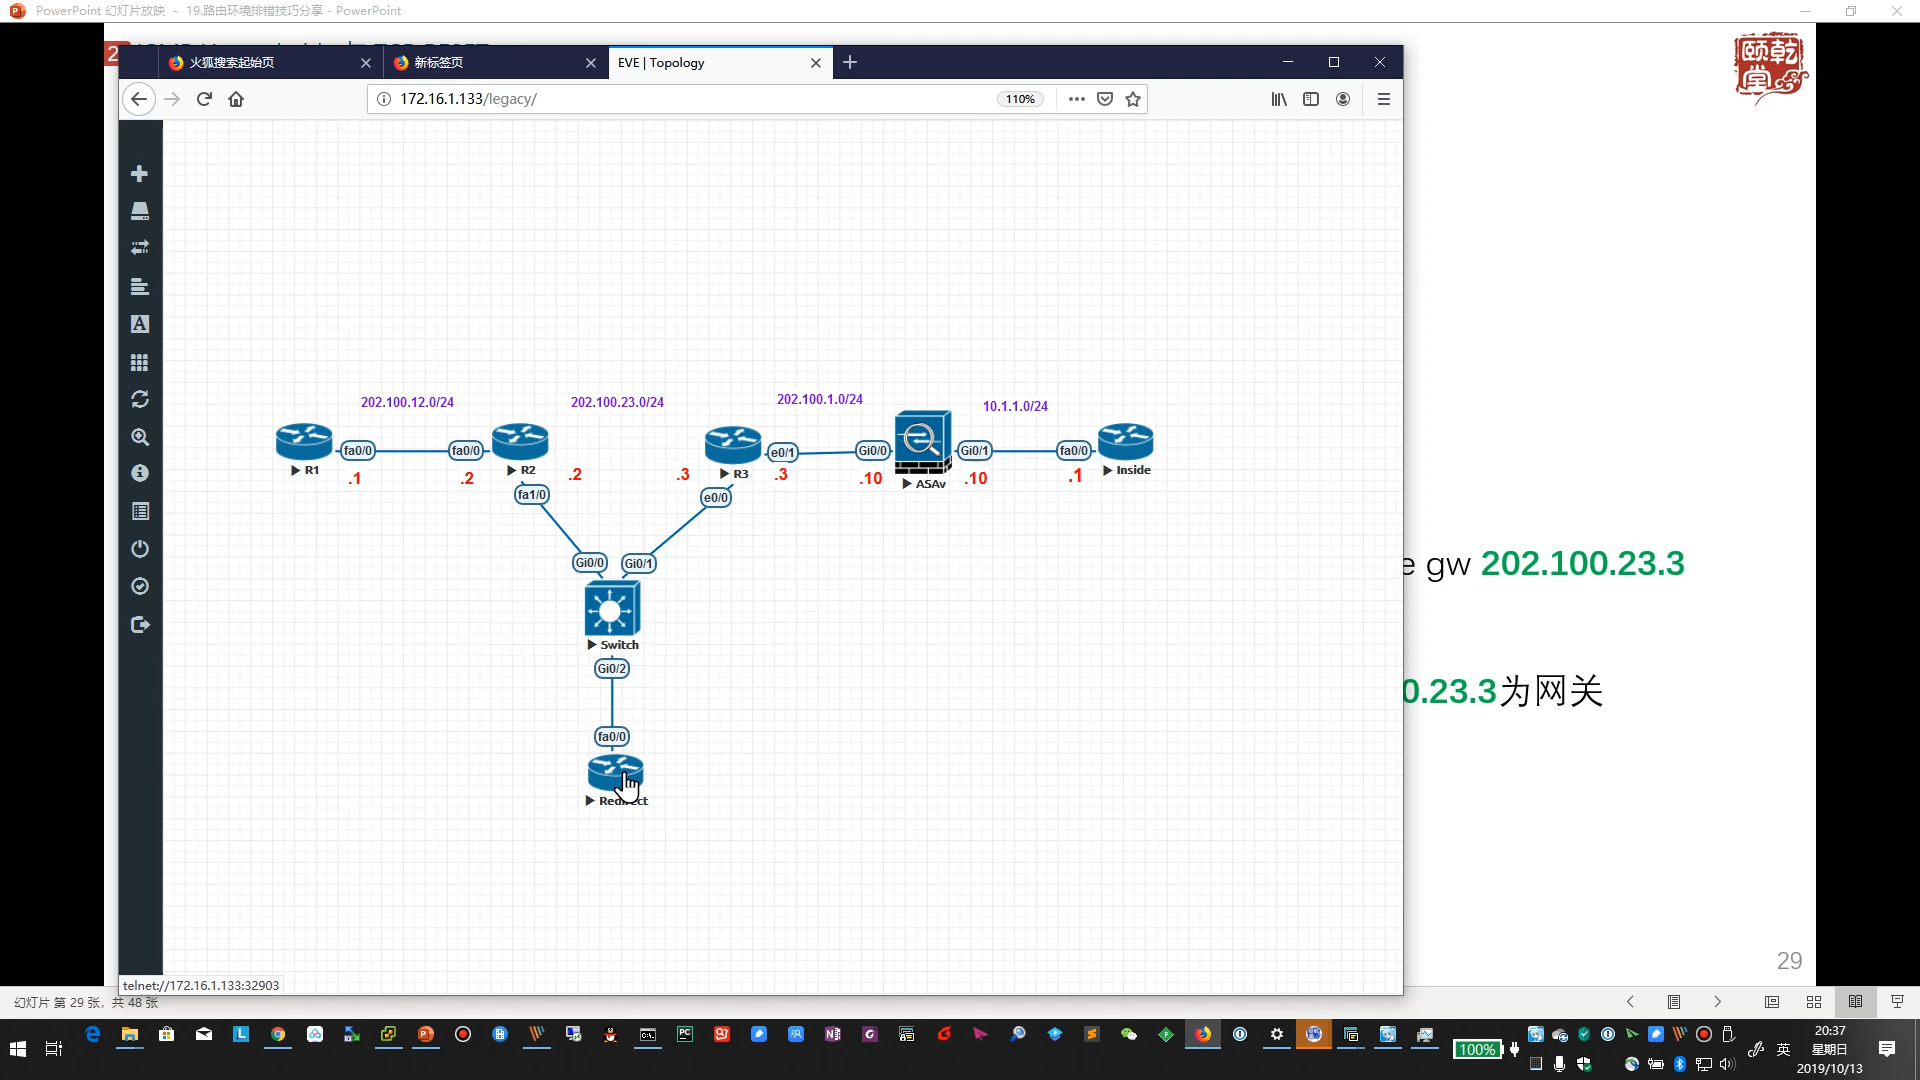 PowerPoint 幻灯片放映 - 19.路由环境排错技巧分享 - PowerPoint
2
火狐搜索起始页
新标签页
EVE | Topology
172.16.1.133/legacy/
110%
颐乾堂
202.100.12.0/24
202.100.23.0/24
202.100.1.0/24
10.1.1.0/24
fa0/0
fa0/0
e0/1
Gi0/0
Gi0/1
fa0/0
R1
R2
R3
ASAv
Inside
.1
.2
.2
.3
.3
.10
.10
.1
fa1/0
e0/0
Gi0/0
Gi0/1
Switch
Gi0/2
fa0/0
Redirect
e gw 202.100.23.3
0.23.3为网关
29
telnet://172.16.1.133:32903
幻灯片 第 29 张，共 48 张
100%
英
20:37
星期日
2019/10/13